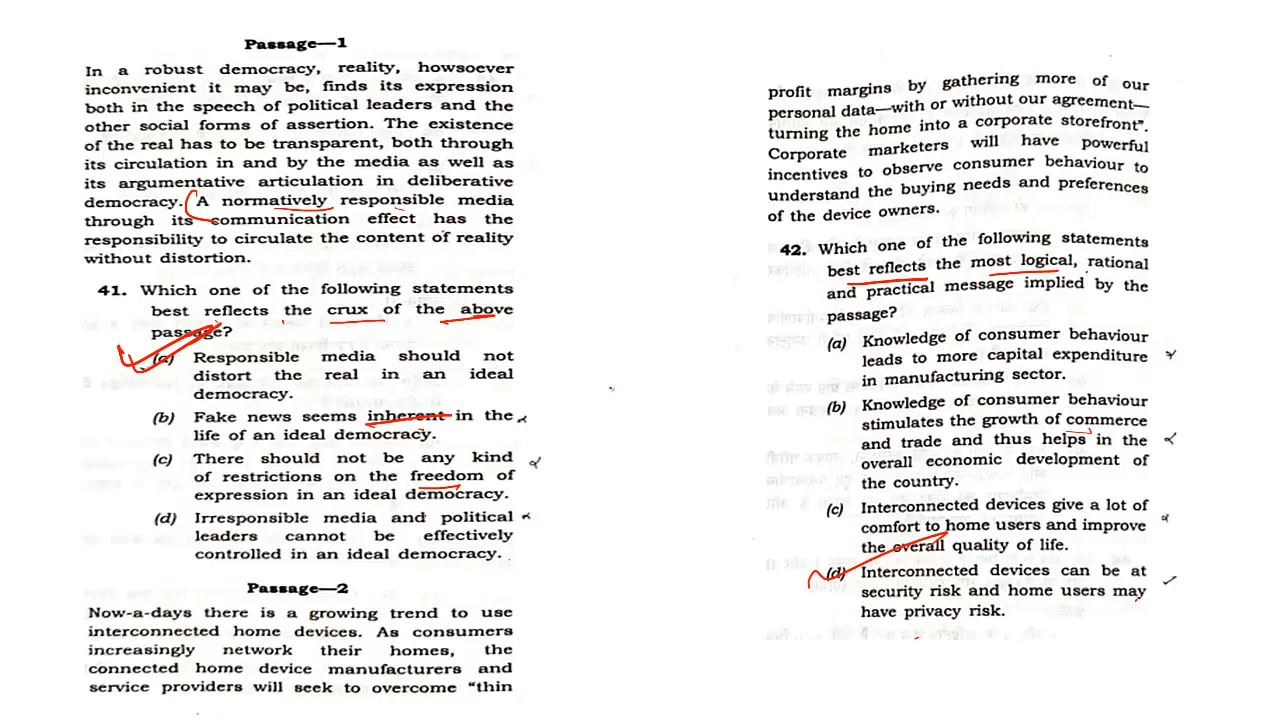 Passage—1
In a robust democracy, reality, howsoever
inconvenient it may be, finds its expression
both in the speech of political leaders and the
other social forms of assertion. The existence
of the real has to be transparent, both through
its circulation in and by the media as well as
its argumentative articulation in deliberative
democracy. A normatively responsible media
through its communication effect has the
responsibility to circulate the content of reality
without distortion.
41. Which one of the following statements
best reflects the crux of the above
passage?
(a) Responsible media should not
distort the real in an ideal
democracy.
(b) Fake news seems inherent in the
life of an ideal democracy.
(c) There should not be any kind
of restrictions on the freedom of
expression in an ideal democracy.
(d) Irresponsible media and political
leaders cannot be effectively
controlled in an ideal democracy.
Passage—2
Now-a-days there is a growing trend to use
interconnected home devices. As consumers
increasingly network their homes, the
connected home device manufacturers and
service providers will seek to overcome "thin
profit margins by gathering more of our
personal data—with or without our agreement—
turning the home into a corporate storefront".
Corporate marketers will have powerful
incentives to observe consumer behaviour to
understand the buying needs and preferences
of the device owners.
42. Which one of the following statements
best reflects the most logical, rational
and practical message implied by the
passage?
(a) Knowledge of consumer behaviour
leads to more capital expenditure
in manufacturing sector.
(b) Knowledge of consumer behaviour
stimulates the growth of commerce
and trade and thus helps in the
overall economic development of
the country.
(c) Interconnected devices give a lot of
comfort to home users and improve
the overall quality of life.
(d) Interconnected devices can be at
security risk and home users may
have privacy risk.